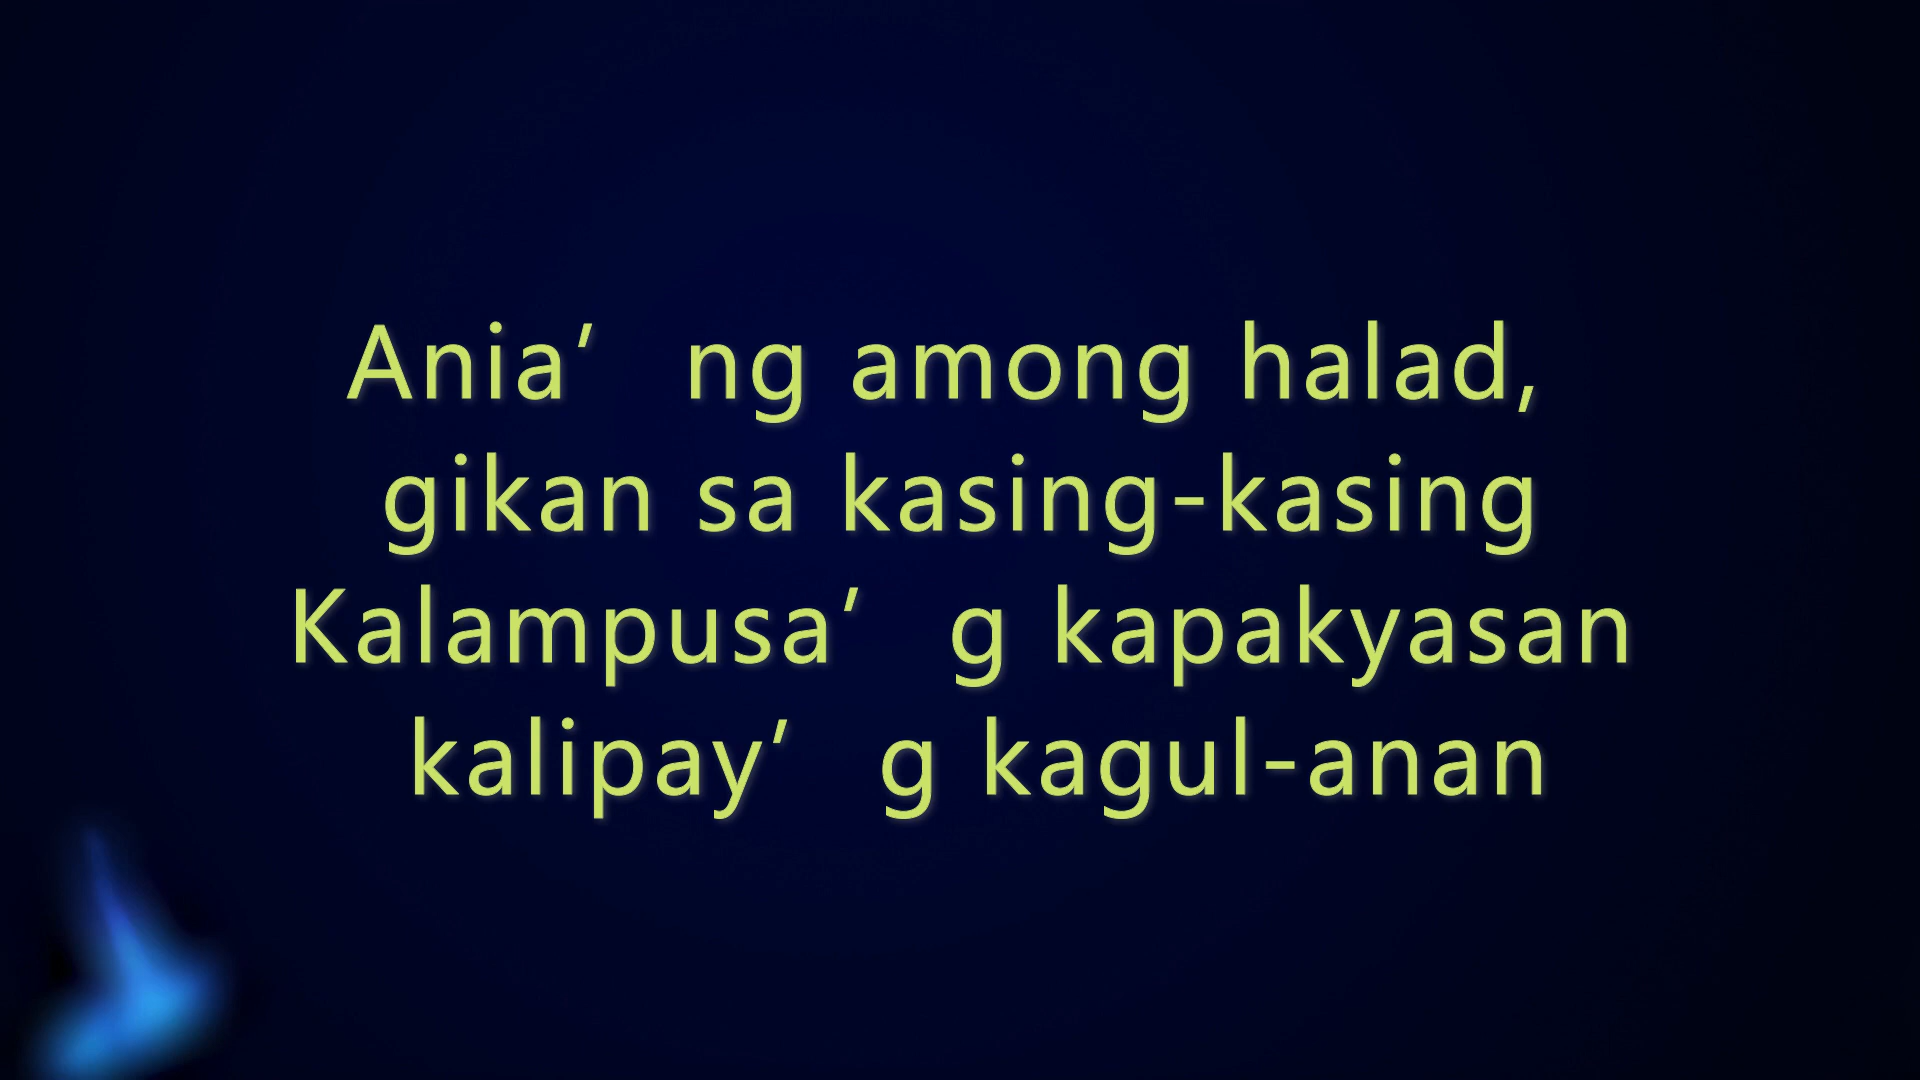 Ania’ ng among halad,
gikan sa kasing-kasing
Kalampusa’ g kapakyasan
kalipay’ g kagul-anan